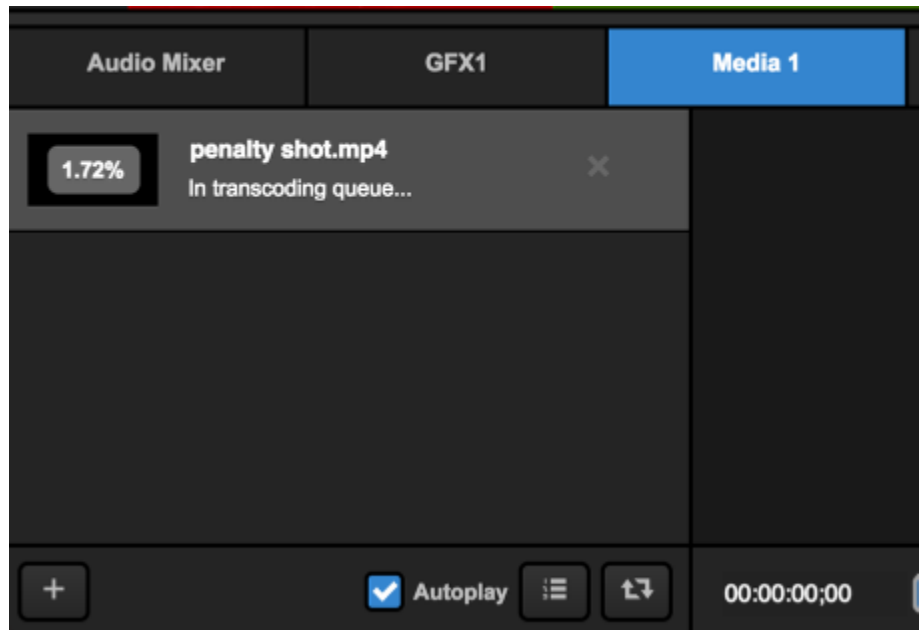 Audio Mixer
GFX1
Media 1
1.72%
penalty shot.mp4
In transcoding queue...
Autoplay
00:00:00;00